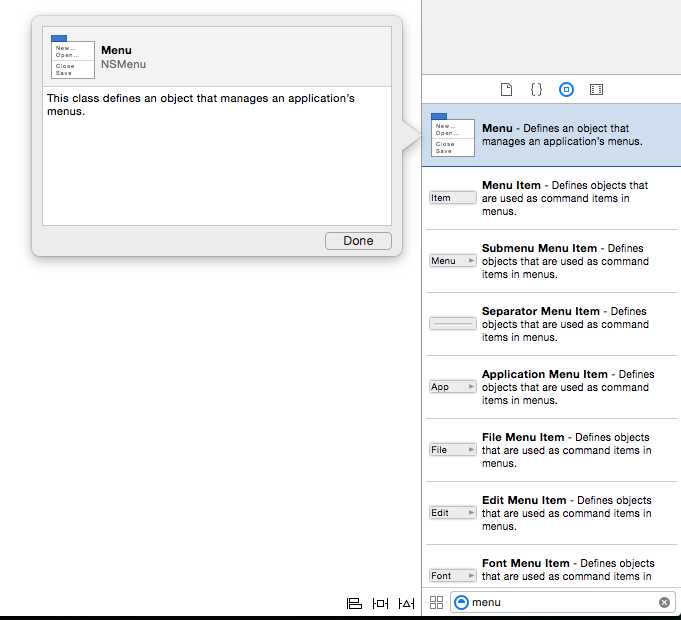 New...
Open...
Close
Save
Menu
NSMenu
This class defines an object that manages an application's
menus.
Done
{}
New...
Open...
Close
Save
Menu - Defines an object that
manages an application's menus.
Item
Menu Item - Defines objects that
are used as command items in
menus.
Menu
Submenu Menu Item - Defines
objects that are used as command
items in menus.
Separator Menu Item - Defines
objects that are used as command
items in menus.
App
Application Menu Item - Defines
objects that are used as command
items in menus.
File
File Menu Item - Defines objects
that are used as command items in
menus.
Edit
Edit Menu Item - Defines objects
that are used as command items in
menus.
Font
Font Menu Item - Defines objects
that are used as command items in
menu